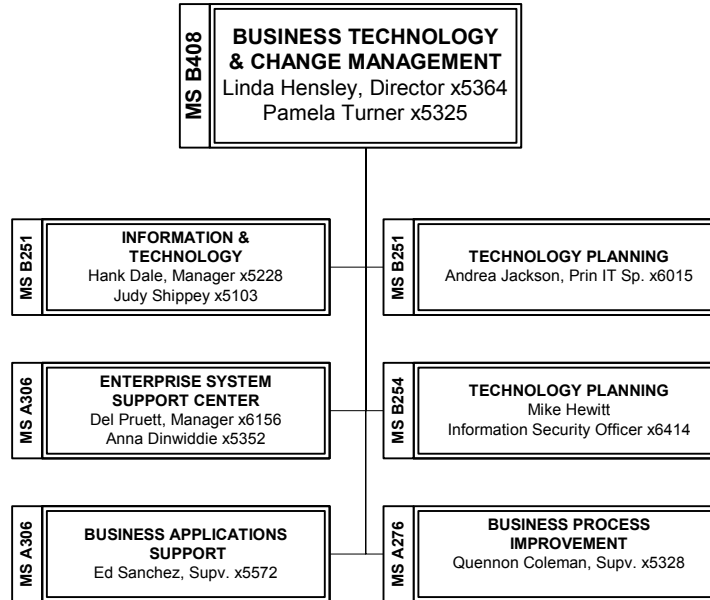 MS B408
BUSINESS TECHNOLOGY
& CHANGE MANAGEMENT
Linda Hensley, Director x5364
Pamela Turner x5325
MS B251
INFORMATION &
TECHNOLOGY
Hank Dale, Manager x5228
Judy Shippey x5103
MS B251
TECHNOLOGY PLANNING
Andrea Jackson, Prin IT Sp. x6015
MS A306
ENTERPRISE SYSTEM
SUPPORT CENTER
Del Pruett, Manager x6156
Anna Dinwiddie x5352
MS B254
TECHNOLOGY PLANNING
Mike Hewitt
Information Security Officer x6414
MS A306
BUSINESS APPLICATIONS
SUPPORT
Ed Sanchez, Supv. x5572
MS A276
BUSINESS PROCESS
IMPROVEMENT
Quennon Coleman, Supv. x5328